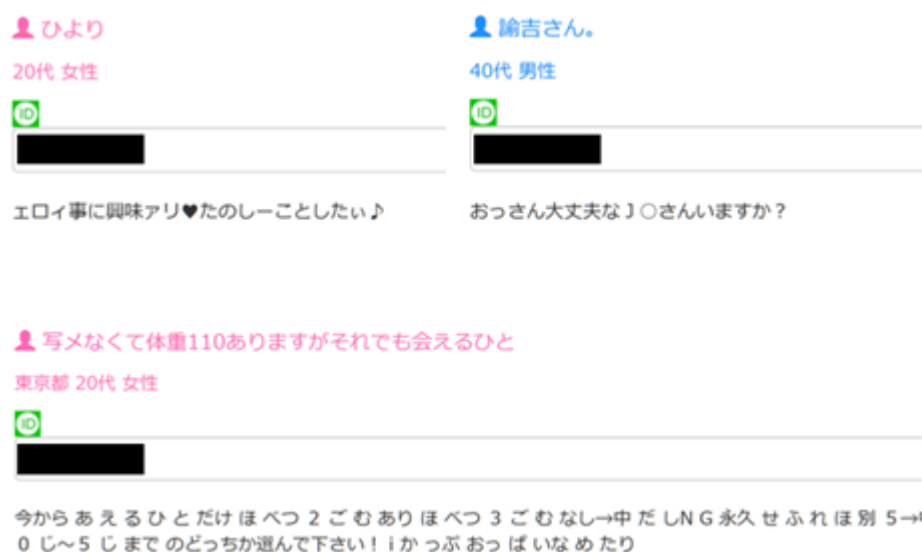 ひより
20代 女性
ID
ェロィ事に興味ァリ♥たのしーことしたぃ♪
諭吉さん。
40代 男性
ID
おっさん大丈夫なJ○さんいますか?
写メなくて体重110ありますがそれでも会えるひと
東京都 20代 女性
ID
今から あ え る ひ と だけ ほ べつ 2 ご む あり ほ べつ 3 ご む なし→中 だ しN G 永久 せ ふ れ ほ 別 5→
0 じ~5 じ まで のどっちか選んで下さい! i か っぷ おっ ぱ いな め たり